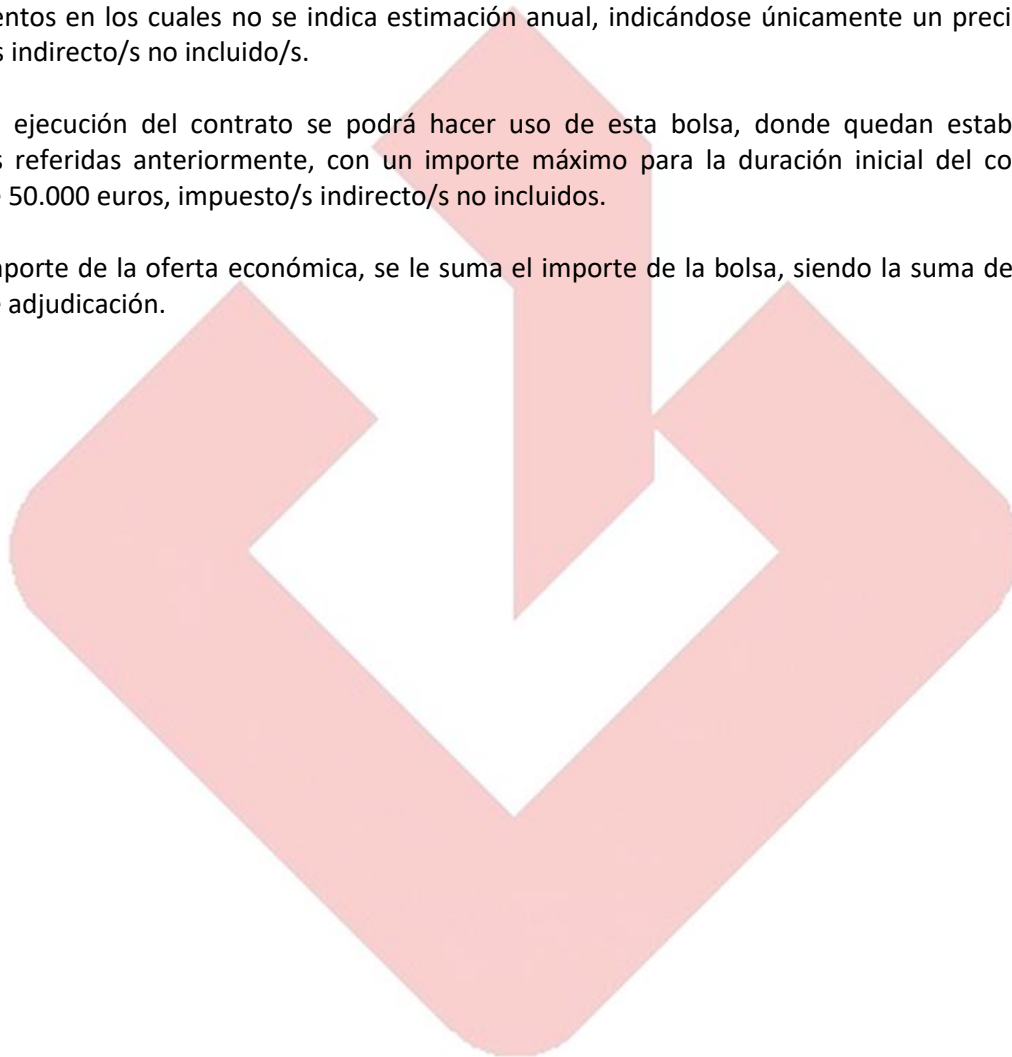 entos en los cuales no se indica estimación anual, indicándose únicamente un preci
s indirecto/s no incluido/s.
ejecución del contrato se podrá hacer uso de esta bolsa, donde quedan estab
s referidas anteriormente, con un importe máximo para la duración inicial del co
50.000 euros, impuesto/s indirecto/s no incluidos.
porte de la oferta económica, se le suma el importe de la bolsa, siendo la suma de
adjudicación.